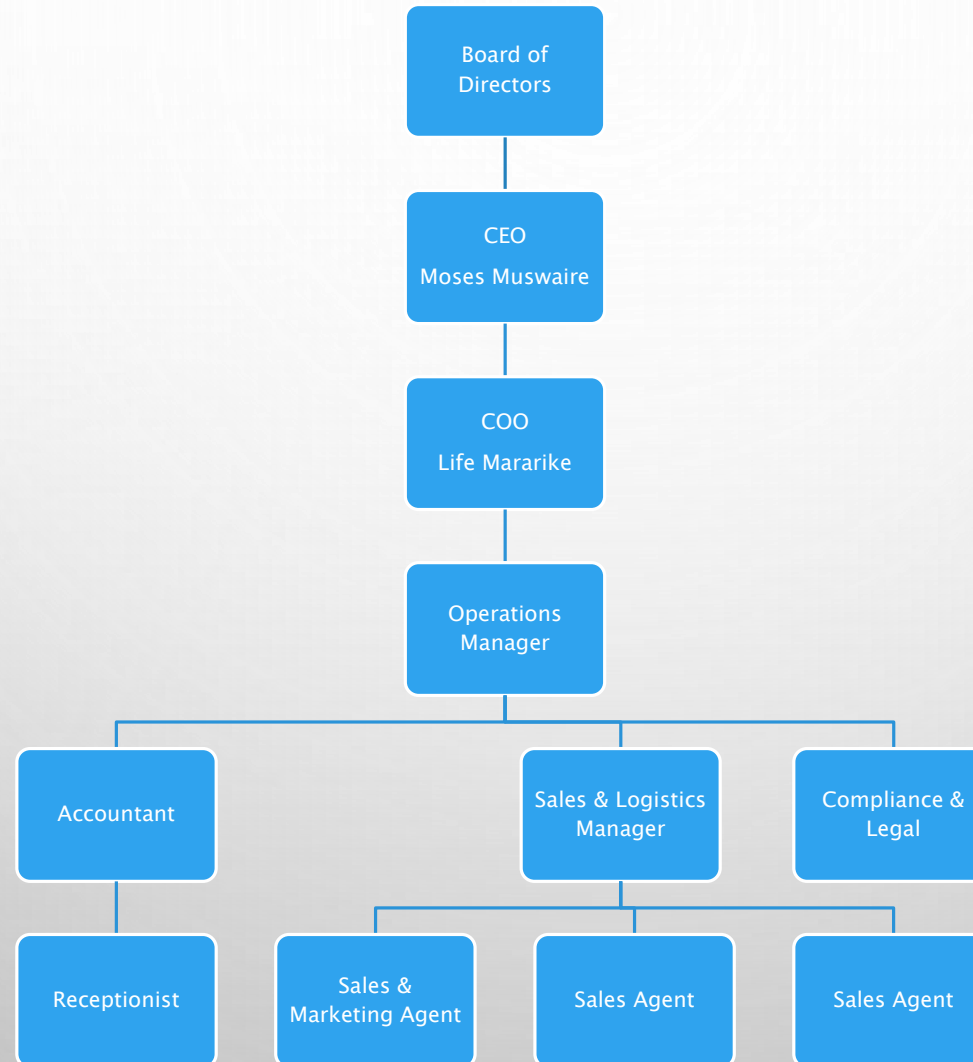 Board of
Directors
CEO
Moses Muswaire
COO
Life Mararike
Operations
Manager
Accountant
Sales & Logistics
Manager
Compliance &
Legal
Receptionist
Sales &
Marketing Agent
Sales Agent
Sales Agent